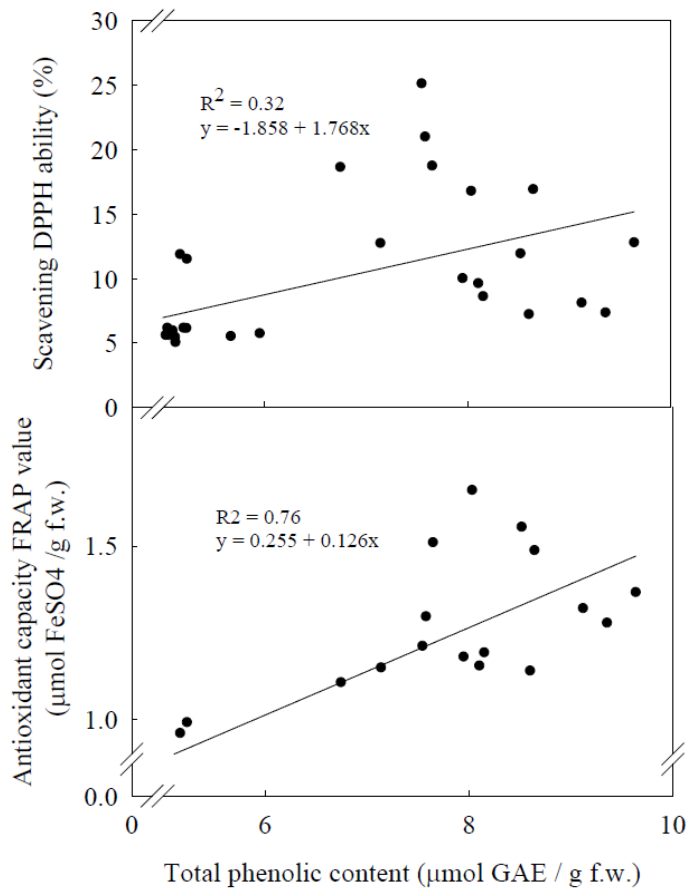 30
25
20
15
10
5
0
Scavening DPPH ability (%)
R² = 0.32
y = -1.858 + 1.768x
1.5
1.0
0.0
Antioxidant capacity FRAP value
(μmol FeSO4 /g f.w.)
R2 = 0.76
y = 0.255 + 0.126x
0 6 8 10
Total phenolic content (μmol GAE / g f.w.)